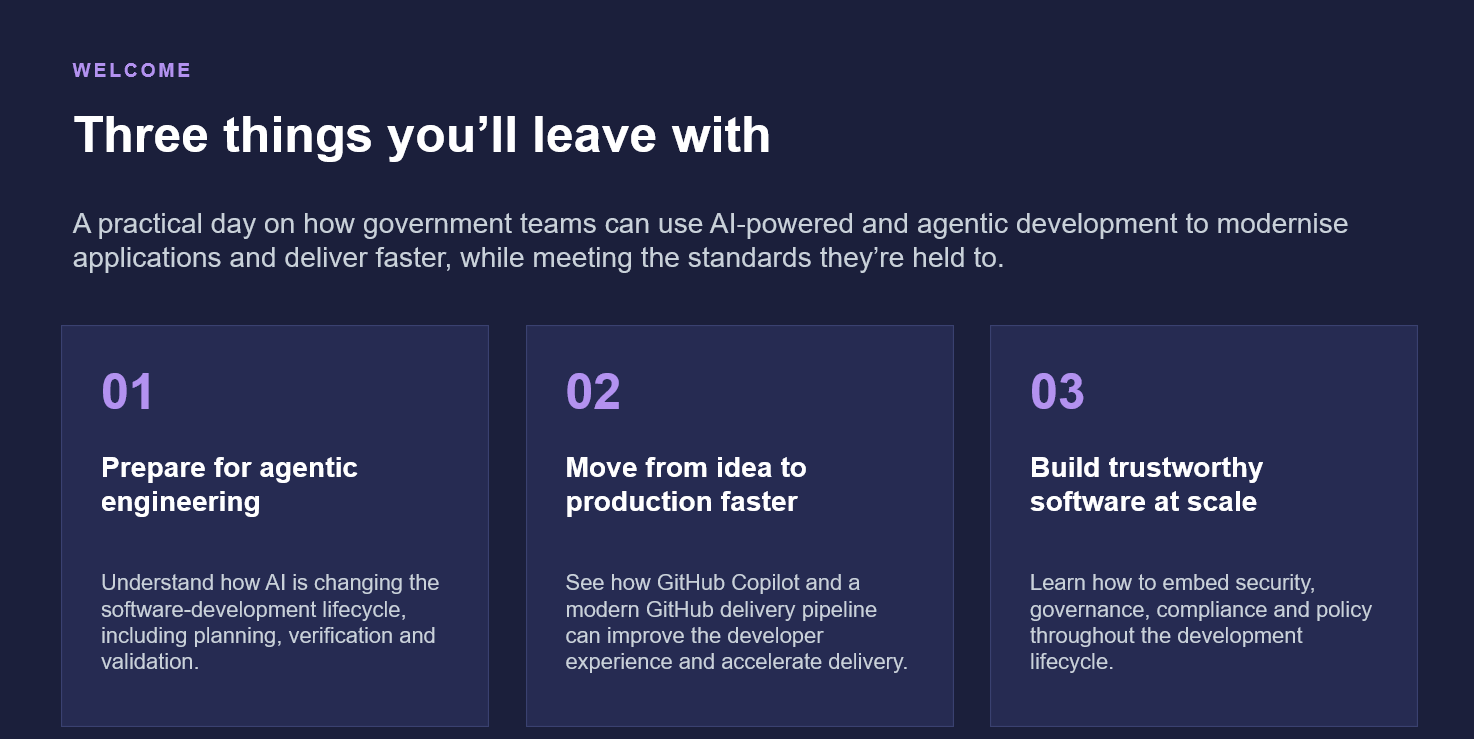 WELCOME
Three things you’ll leave with
A practical day on how government teams can use AI-powered and agentic development to modernise
applications and deliver faster, while meeting the standards they’re held to.
01
Prepare for agentic
engineering
Understand how AI is changing the
software-development lifecycle,
including planning, verification and
validation.
02
Move from idea to
production faster
See how GitHub Copilot and a
modern GitHub delivery pipeline
can improve the developer
experience and accelerate delivery.
03
Build trustworthy
software at scale
Learn how to embed security,
governance, compliance and policy
throughout the development
lifecycle.